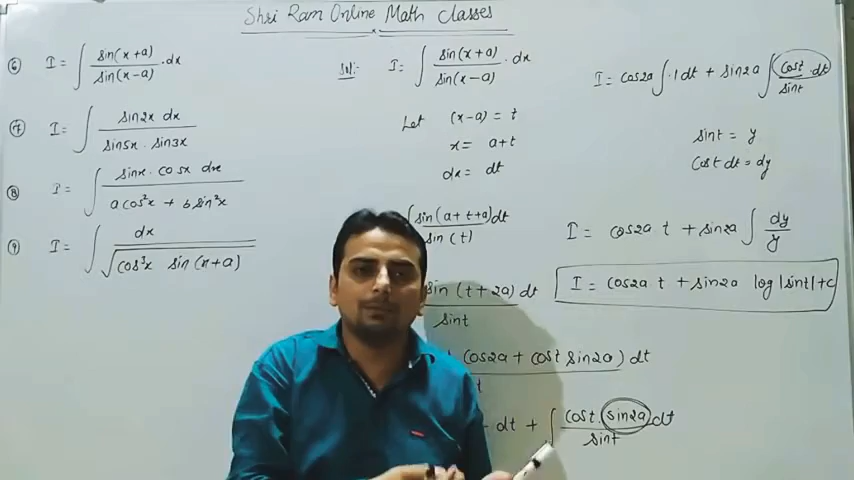 Shri Ram Online Math Classes
⑥ I = ∫ sin(x+a)/sin(x-a) . dx
⑦ I = ∫ sin2x dx / sin5x . sin3x
⑧ I = ∫ sinx . cosx dx / a cos²x + b sin²x
⑨ I = ∫ dx / √cos³x sin(x+a)
Sol:- I = ∫ sin(x+a)/sin(x-a) . dx
Let (x-a) = t
x = a+t
dx = dt
∫ sin(a+t+a)dt / sin(t)
sin(t+2a) dt / sint
cos2a + cost sin2a) dt
dt + ∫ cost . sin2a dt / sint
I = cos2a ∫ 1 dt + sin2a ∫ cost . dt / sint
sint = y
cost dt = dy
I = cos2a t + sin2a ∫ dy/y
I = cos2a t + sin2a log |sint| + c